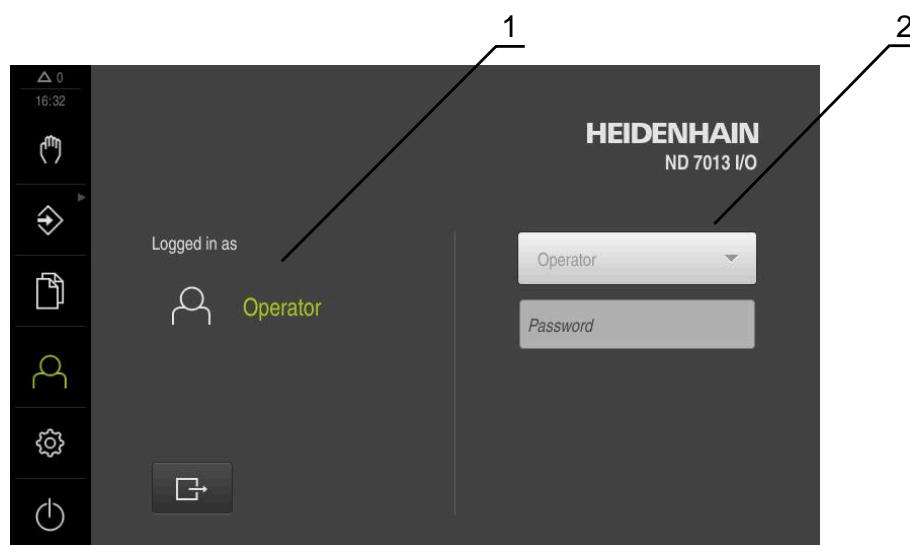 1
2
0
16:32
HEIDENHAIN
ND 7013 I/O
Logged in as
Operator
Operator
Password